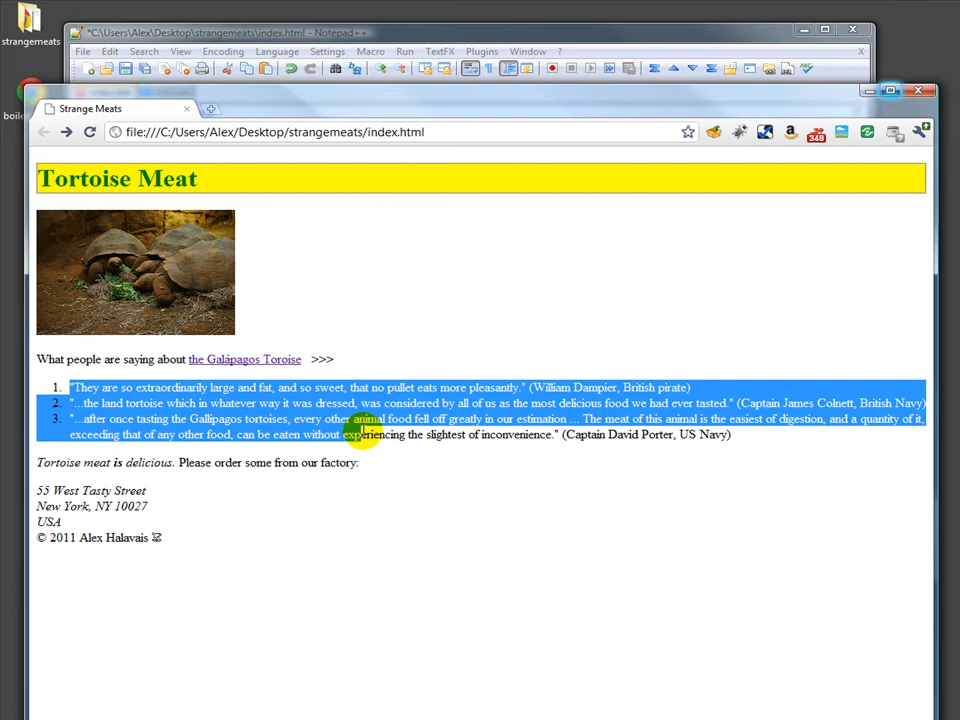 strangemeats
*C:\Users\Alex\Desktop\strangemeats\index.html - Notepad++
File Edit Search View Encoding Language Settings Macro Run TextFX Plugins Window ?
X
Strange Meats
file:///C:/Users/Alex/Desktop/strangemeats/index.html
348
Tortoise Meat
What people are saying about the Galápagos Toroise >>>
1. "They are so extraordinarily large and fat, and so sweet, that no pullet eats more pleasantly." (William Dampier, British pirate)
2. "...the land tortoise which in whatever way it was dressed, was considered by all of us as the most delicious food we had ever tasted." (Captain James Colnett, British Navy)
3. "...after once tasting the Gallipagos tortoises, every other animal food fell off greatly in our estimation ... The meat of this animal is the easiest of digestion, and a quantity of it,
exceeding that of any other food, can be eaten without experiencing the slightest of inconvenience." (Captain David Porter, US Navy)
Tortoise meat is delicious. Please order some from our factory:
55 West Tasty Street
New York, NY 10027
USA
© 2011 Alex Halavais